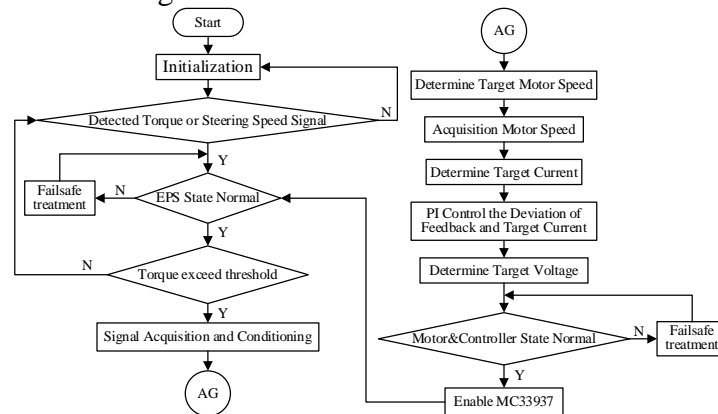 Start
Initialization
Detected Torque or Steering Speed Signal
N
Y
Failsafe
treatment
N
EPS State Normal
Y
N
Torque exceed threshold
Y
Signal Acquisition and Conditioning
AG
AG
Determine Target Motor Speed
Acquisition Motor Speed
Determine Target Current
PI Control the Deviation of
Feedback and Target Current
Determine Target Voltage
Motor&Controller State Normal
N
Failsafe
treatment
Y
Enable MC33937